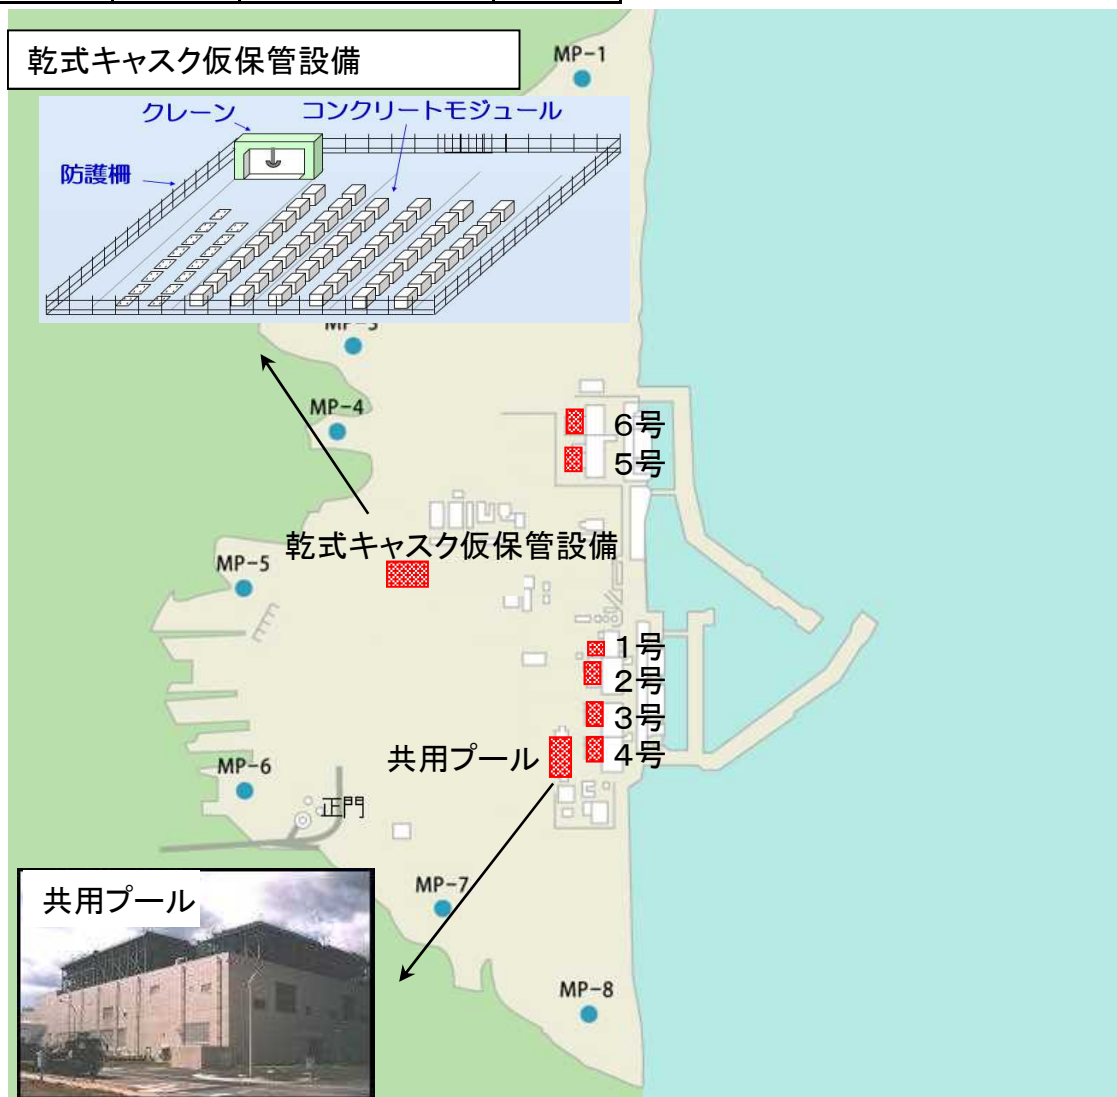 乾式キャスク仮保管設備
MP-1
クレーン
コンクリートモジュール
防護柵
MP-3
MP-4
6号
5号
乾式キャスク仮保管設備
MP-5
1号
2号
3号
共用プール
4号
MP-6
正門
MP-7
共用プール
MP-8